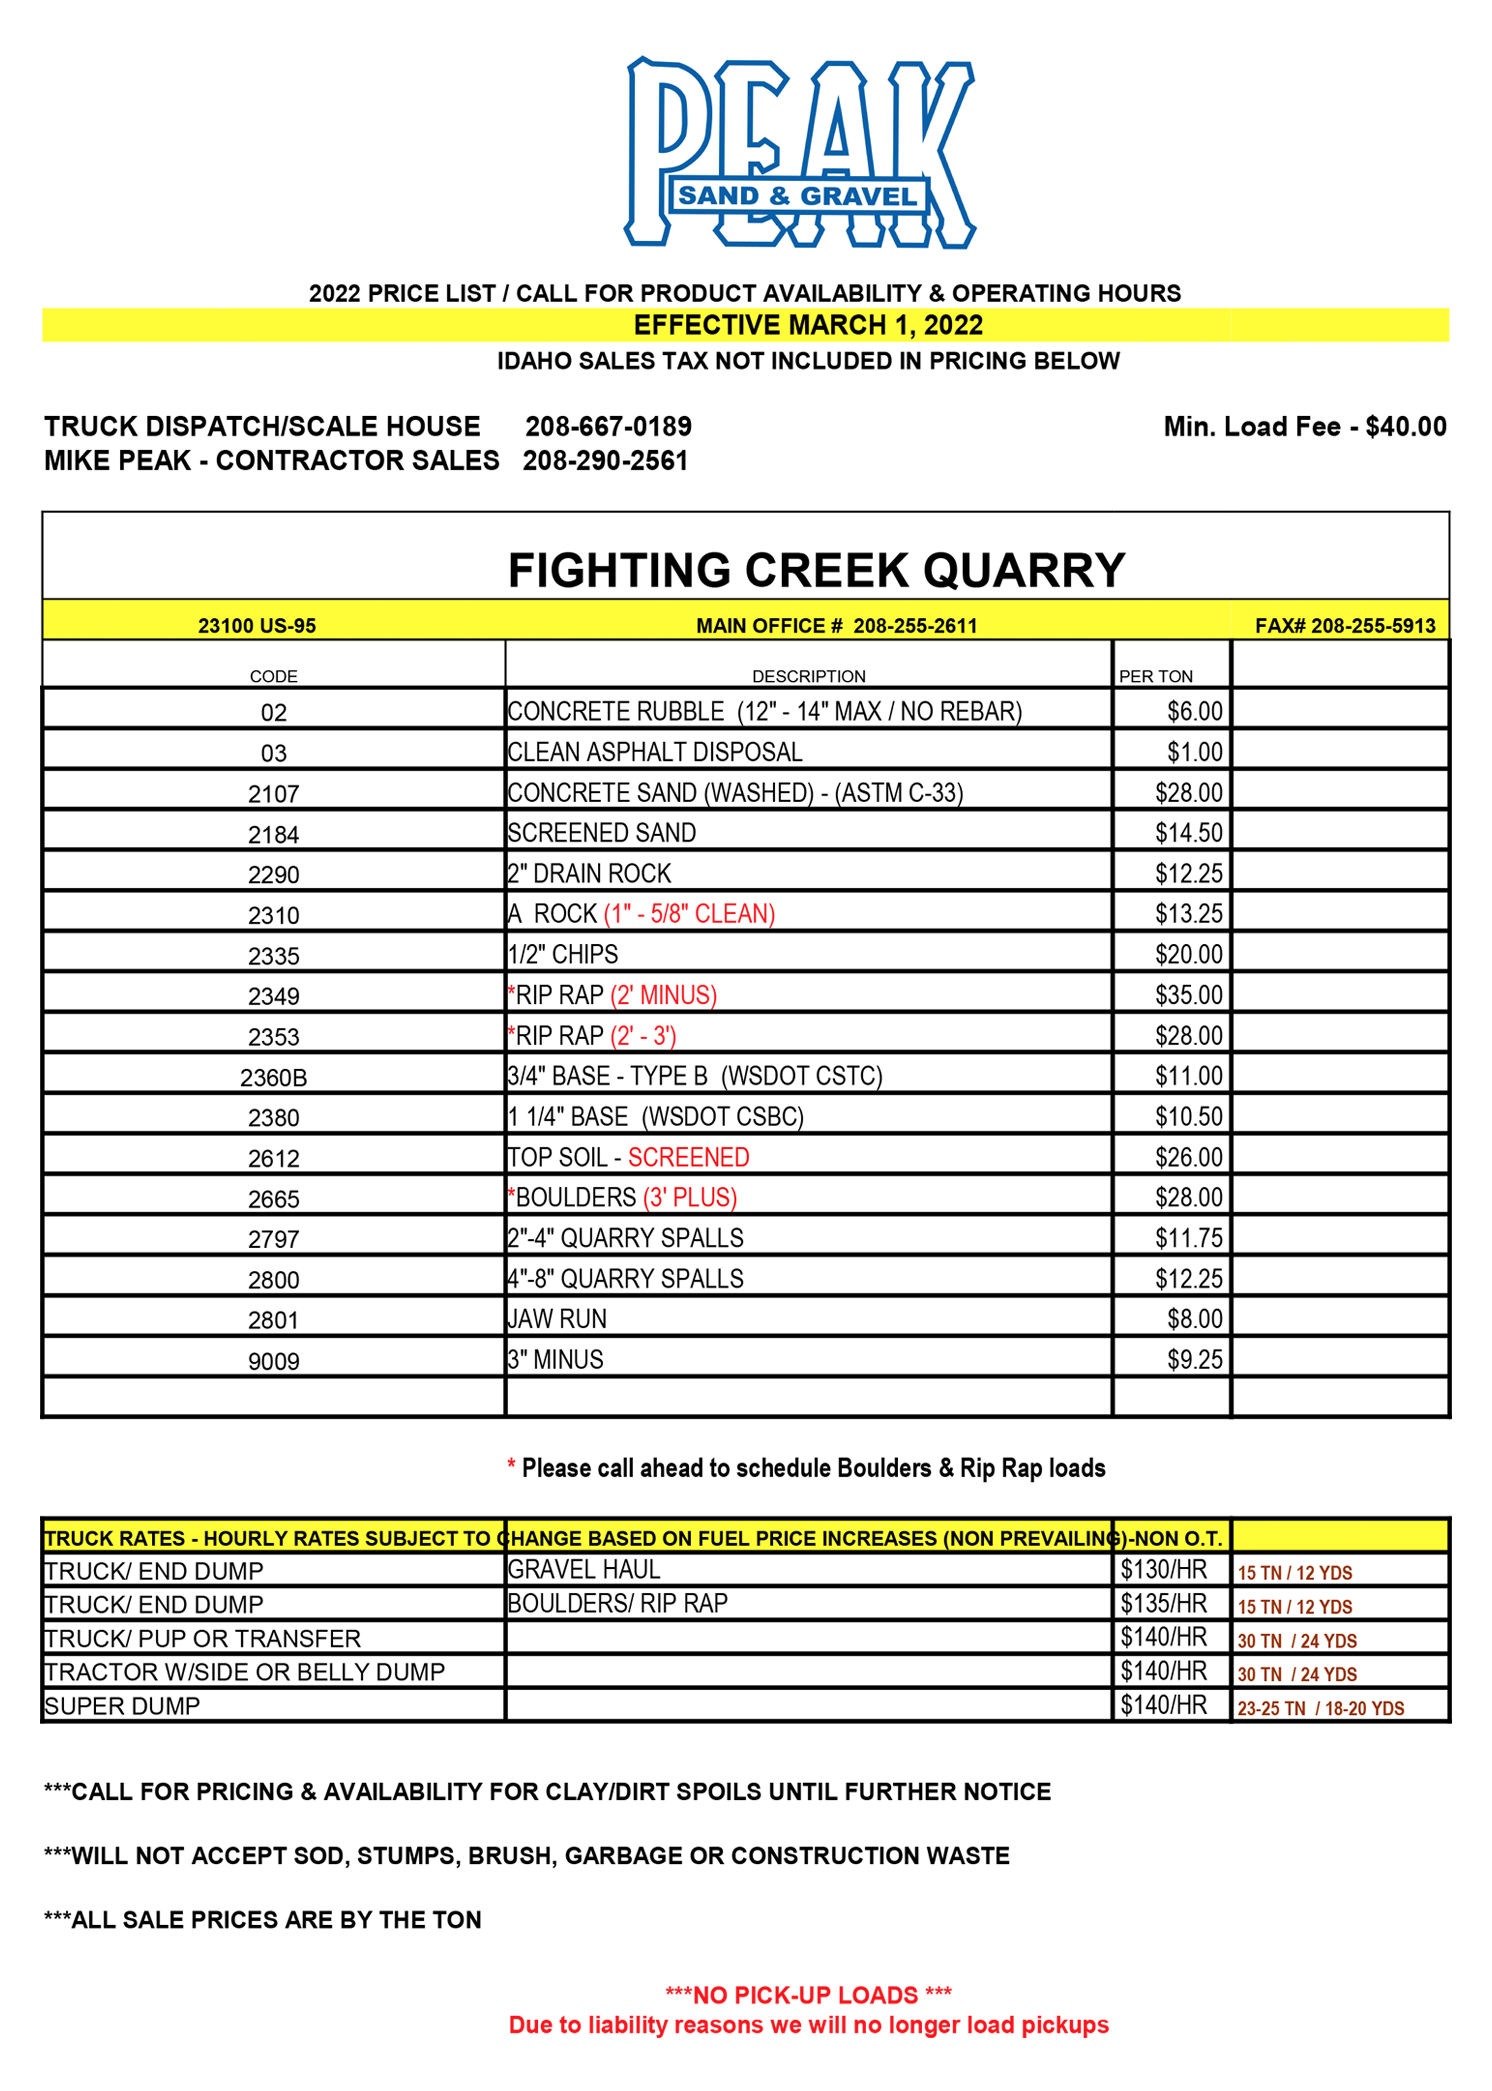 PEAK
SAND & GRAVEL
2022 PRICE LIST / CALL FOR PRODUCT AVAILABILITY & OPERATING HOURS
EFFECTIVE MARCH 1, 2022
IDAHO SALES TAX NOT INCLUDED IN PRICING BELOW
TRUCK DISPATCH/SCALE HOUSE 208-667-0189 Min. Load Fee - $40.00
MIKE PEAK - CONTRACTOR SALES 208-290-2561
FIGHTING CREEK QUARRY
23100 US-95 MAIN OFFICE # 208-255-2611 FAX# 208-255-5913
CODE DESCRIPTION PER TON
02 CONCRETE RUBBLE (12" - 14" MAX / NO REBAR) $6.00
03 CLEAN ASPHALT DISPOSAL $1.00
2107 CONCRETE SAND (WASHED) - (ASTM C-33) $28.00
2184 SCREENED SAND $14.50
2290 2" DRAIN ROCK $12.25
2310 A ROCK (1" - 5/8" CLEAN) $13.25
2335 1/2" CHIPS $20.00
2349 *RIP RAP (2' MINUS) $35.00
2353 *RIP RAP (2' - 3') $28.00
2360B 3/4" BASE - TYPE B (WSDOT CSTC) $11.00
2380 1 1/4" BASE (WSDOT CSBC) $10.50
2612 TOP SOIL - SCREENED $26.00
2665 *BOULDERS (3' PLUS) $28.00
2797 2"-4" QUARRY SPALLS $11.75
2800 4"-8" QUARRY SPALLS $12.25
2801 JAW RUN $8.00
9009 3" MINUS $9.25
* Please call ahead to schedule Boulders & Rip Rap loads
TRUCK RATES - HOURLY RATES SUBJECT TO CHANGE BASED ON FUEL PRICE INCREASES (NON PREVAILING)-NON O.T.
TRUCK/ END DUMP GRAVEL HAUL $130/HR 15 TN / 12 YDS
TRUCK/ END DUMP BOULDERS/ RIP RAP $135/HR 15 TN / 12 YDS
TRUCK/ PUP OR TRANSFER $140/HR 30 TN / 24 YDS
TRACTOR W/SIDE OR BELLY DUMP $140/HR 30 TN / 24 YDS
SUPER DUMP $140/HR 23-25 TN / 18-20 YDS
***CALL FOR PRICING & AVAILABILITY FOR CLAY/DIRT SPOILS UNTIL FURTHER NOTICE
***WILL NOT ACCEPT SOD, STUMPS, BRUSH, GARBAGE OR CONSTRUCTION WASTE
***ALL SALE PRICES ARE BY THE TON
***NO PICK-UP LOADS ***
Due to liability reasons we will no longer load pickups